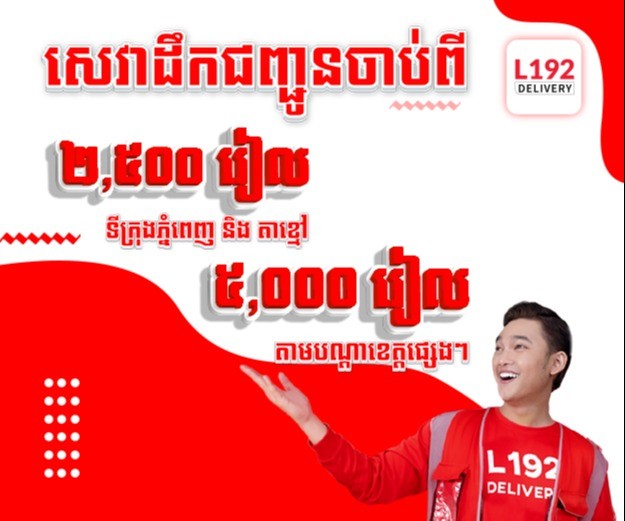 សេវាដឹកជញ្ជូនចាប់ពី
L192
DELIVERY
២,៥០០ រៀល
ទីក្រុងភ្នំពេញ និង តាខ្មៅ
៥,០០០ រៀល
តាមបណ្តាខេត្តផ្សេងៗ
L192
DELIVERY